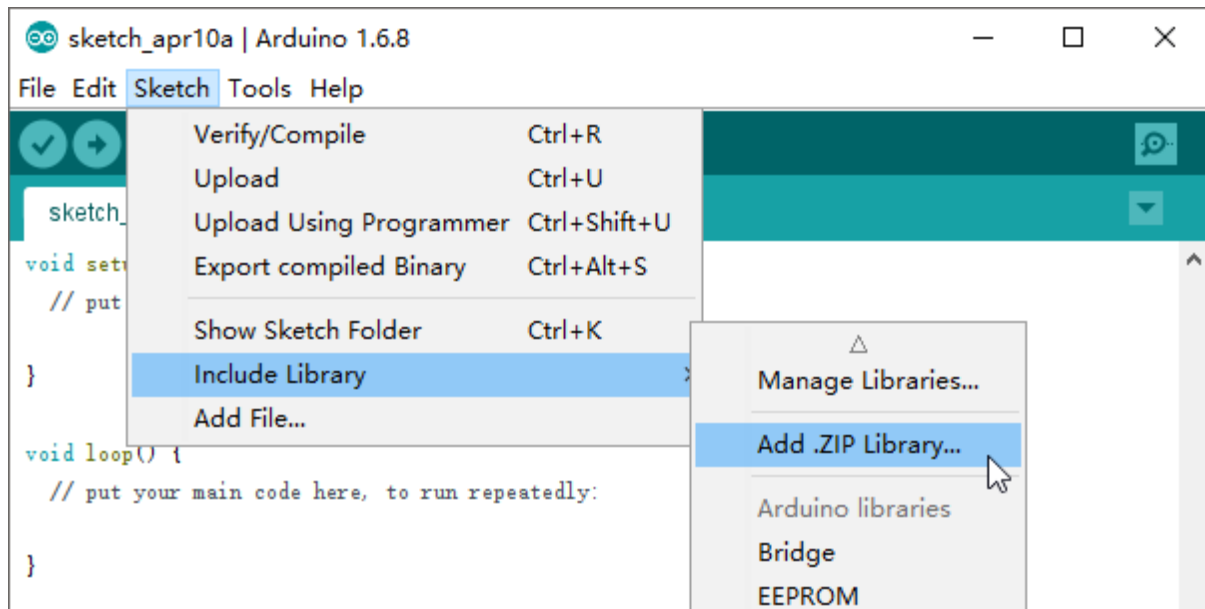 sketch_apr10a | Arduino 1.6.8
File Edit Sketch Tools Help
Verify/Compile Ctrl+R
Upload Ctrl+U
Upload Using Programmer Ctrl+Shift+U
Export compiled Binary Ctrl+Alt+S
Show Sketch Folder Ctrl+K
Include Library
Add File...
Manage Libraries...
Add .ZIP Library...
Arduino libraries
Bridge
EEPROM
sketch_
void setu
// put
}
void loop() {
// put your main code here, to run repeatedly:
}